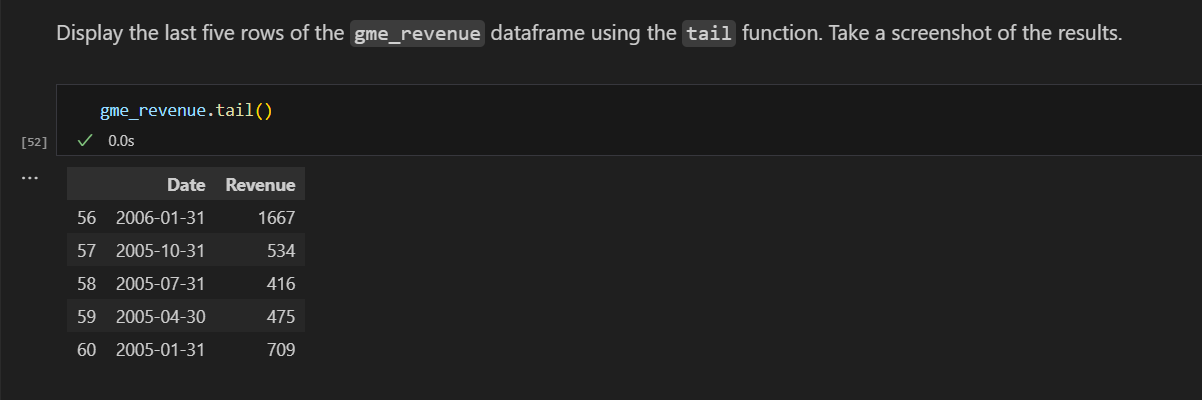 Display the last five rows of the gme_revenue dataframe using the tail function. Take a screenshot of the results.
gme_revenue.tail()
[52]
0.0s
...
Date Revenue
56 2006-01-31 1667
57 2005-10-31 534
58 2005-07-31 416
59 2005-04-30 475
60 2005-01-31 709